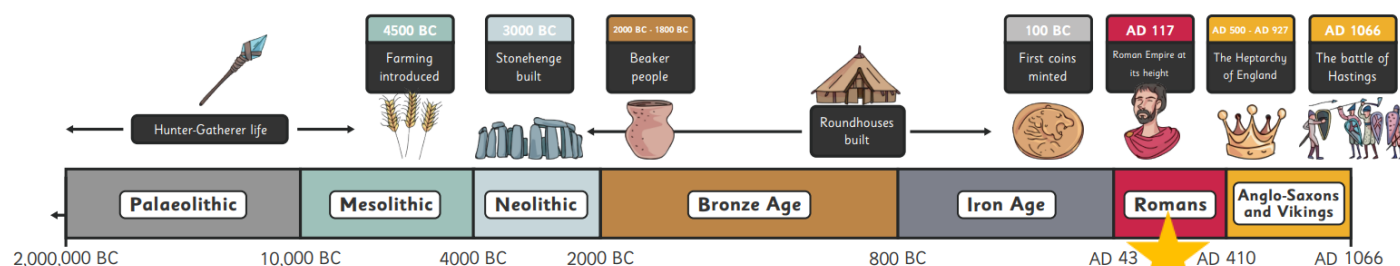 4500 BC
Farming
introduced
3000 BC
Stonehenge
built
2000 BC - 1800 BC
Beaker
people
100 BC
First coins
minted
AD 117
Roman Empire at
its height
AD 500 - AD 927
The Heptarchy
of England
AD 1066
The battle of
Hastings
Hunter-Gatherer life
Roundhouses
built
Palaeolithic
Mesolithic
Neolithic
Bronze Age
Iron Age
Romans
Anglo-Saxons
and Vikings
2,000,000 BC
10,000 BC
4000 BC
2000 BC
800 BC
AD 43
AD 410
AD 1066